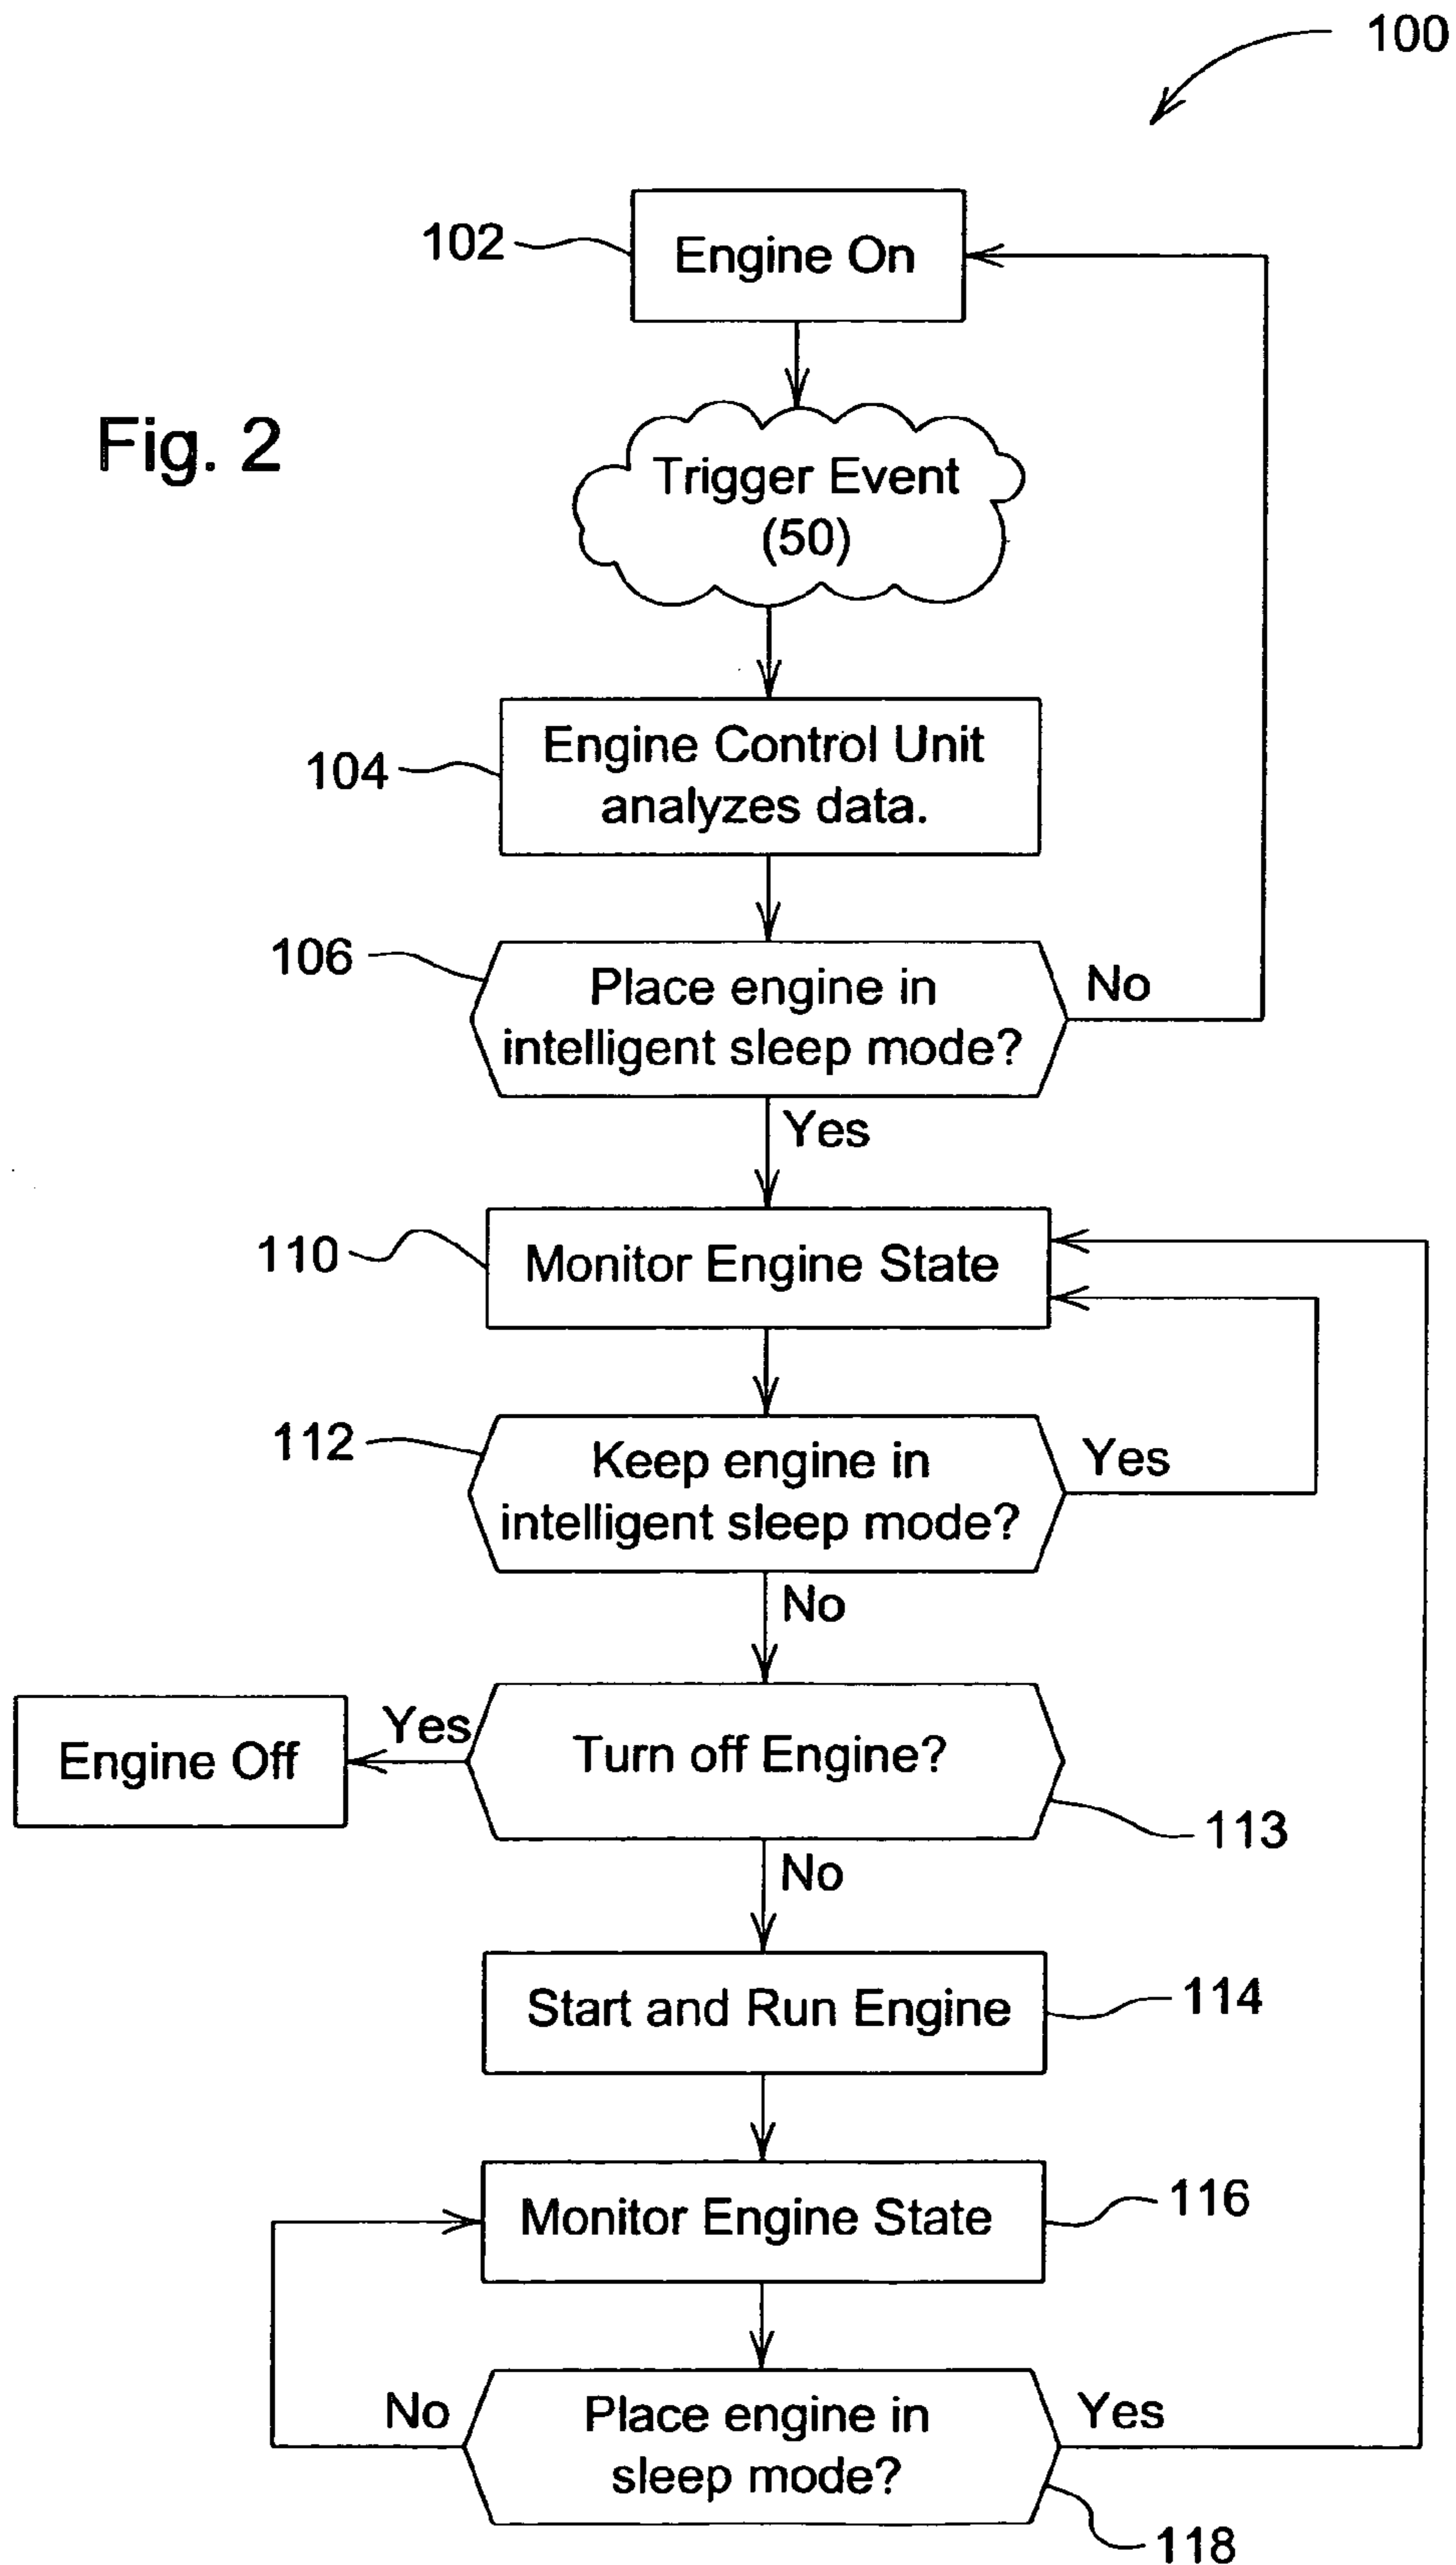 100
102
Engine On
Fig. 2
Trigger Event
(50)
104
Engine Control Unit
analyzes data.
106
Place engine in
intelligent sleep mode?
No
Yes
110
Monitor Engine State
112
Keep engine in
intelligent sleep mode?
Yes
No
Engine Off
Yes
Turn off Engine?
113
No
Start and Run Engine
114
Monitor Engine State
116
No
Place engine in
sleep mode?
Yes
118